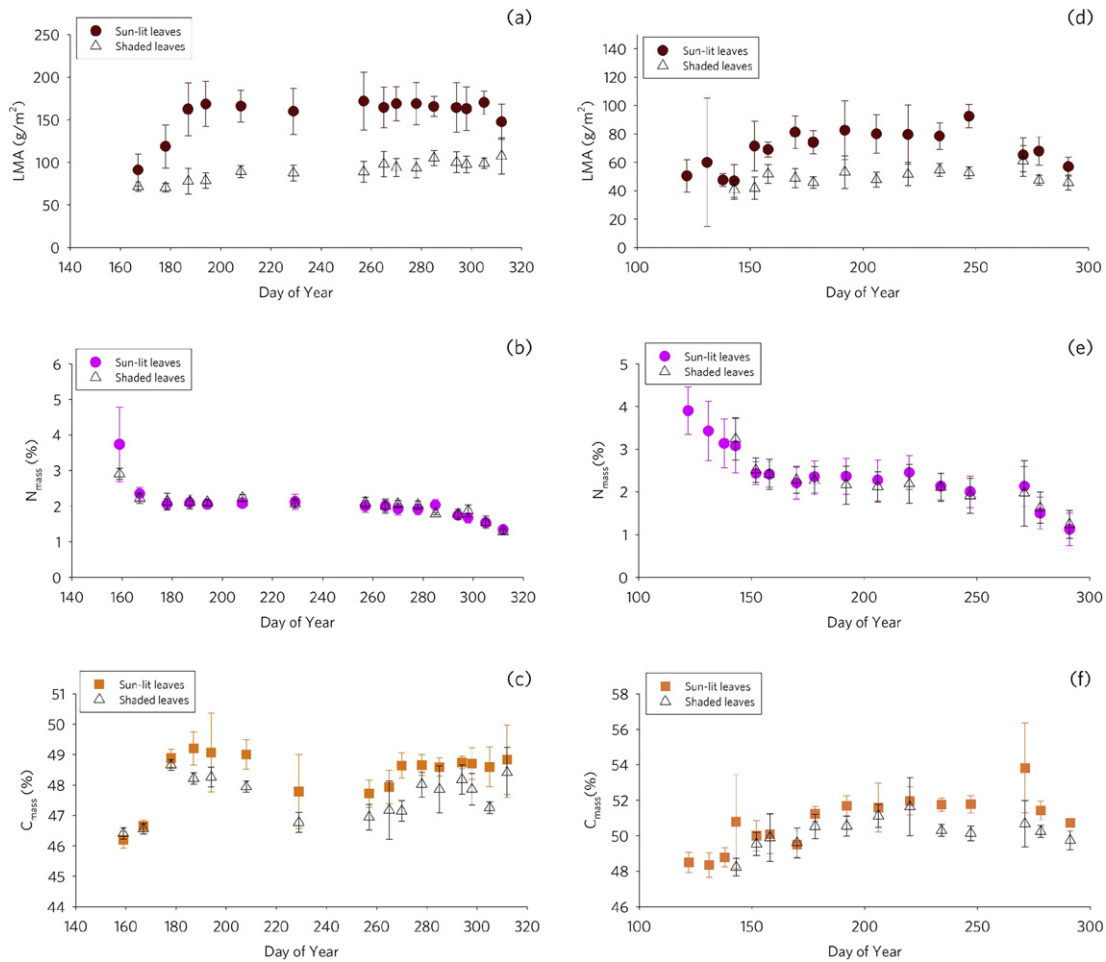 (a)
Sun-lit leaves
Shaded leaves
250
200
150
100
50
0
LMA (g/m²)
140 160 180 200 220 240 260 280 300 320
Day of Year
(d)
Sun-lit leaves
Shaded leaves
140
120
100
80
60
40
20
0
LMA (g/m²)
100 150 200 250 300
Day of Year
(b)
Sun-lit leaves
Shaded leaves
6
5
4
3
2
1
0
Nmass (%)
140 160 180 200 220 240 260 280 300 320
Day of Year
(e)
Sun-lit leaves
Shaded leaves
5
4
3
2
1
0
Nmass (%)
100 150 200 250 300
Day of Year
(c)
Sun-lit leaves
Shaded leaves
51
50
49
48
47
46
45
44
Cmass (%)
140 160 180 200 220 240 260 280 300 320
Day of Year
(f)
Sun-lit leaves
Shaded leaves
58
56
54
52
50
48
46
Cmass (%)
100 150 200 250 300
Day of Year